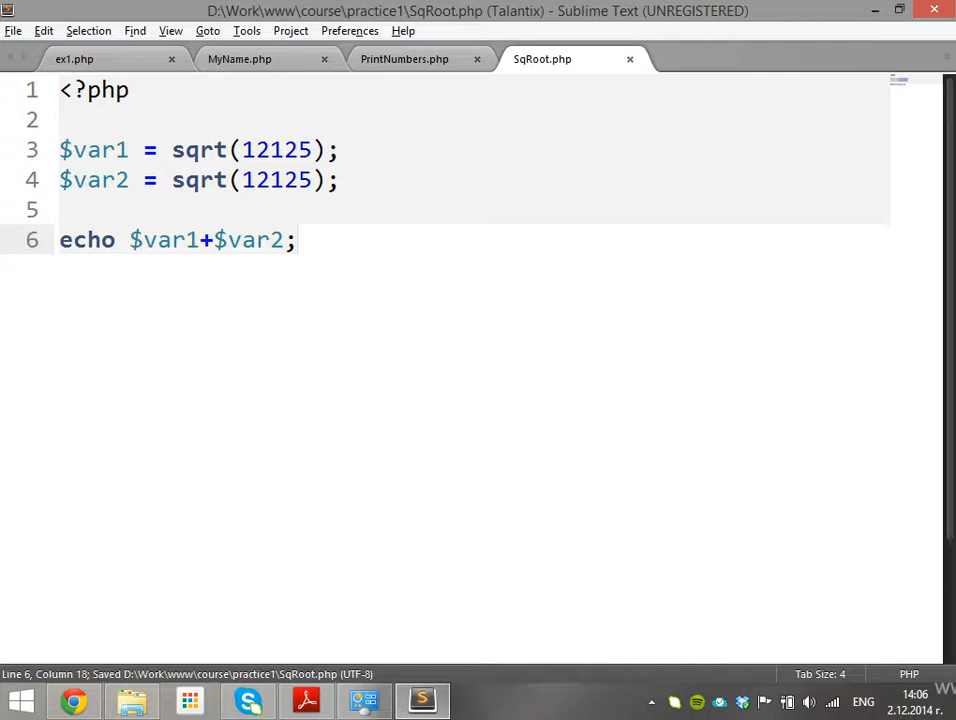 D:\Work\www\course\practice1\SqRoot.php (Talantix) - Sublime Text (UNREGISTERED)
File Edit Selection View Find Goto Tools Project Preferences Help
ex1.php MyName.php PrintNumbers.php SqRoot.php
1 <?php
2
3 $var1 = sqrt(12125);
4 $var2 = sqrt(12125);
5
6 echo $var1+$var2;
Line 6, Column 18; Saved D:\Work\www\course\practice1\SqRoot.php (UTF-8) Tab Size: 4 PHP
ENG
14:06
2.12.2014 г.